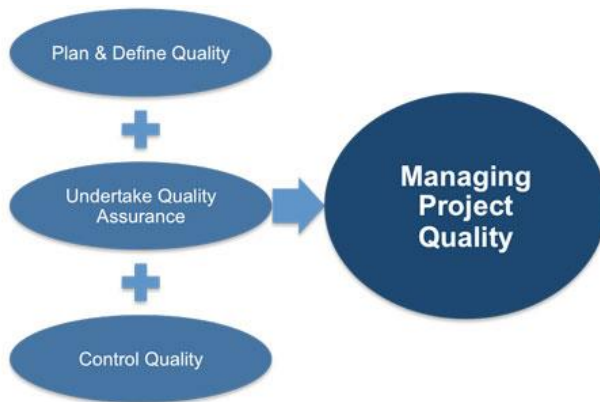 Plan & Define Quality
Undertake Quality
Assurance
Control Quality
Managing
Project
Quality